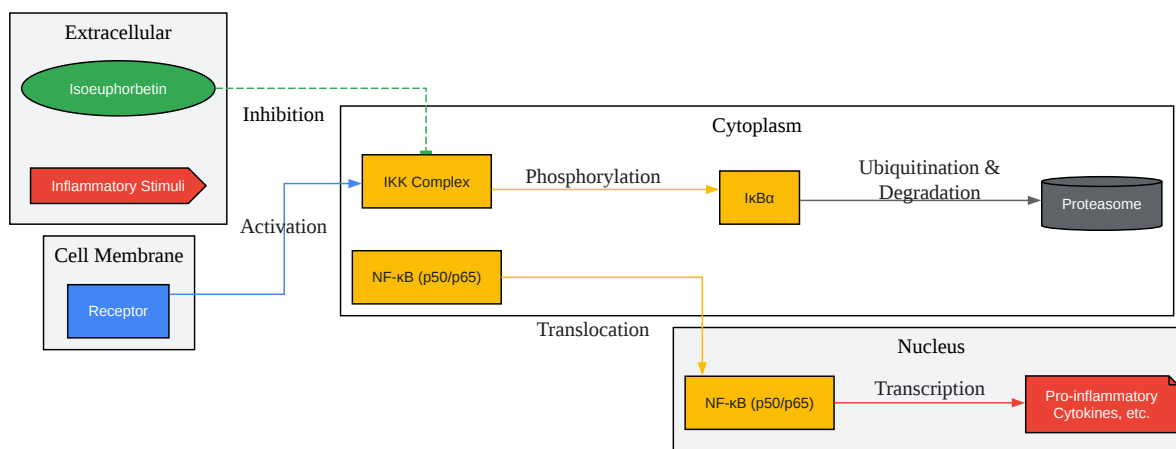 Extracellular
Isoeuphorbetin
Inflammatory Stimuli
Inhibition
Activation
Cell Membrane
Receptor
Cytoplasm
IKK Complex
Phosphorylation
IκBα
Ubiquitination &
Degradation
Proteasome
NF-κB (p50/p65)
Translocation
Nucleus
NF-κB (p50/p65)
Transcription
Pro-inflammatory
Cytokines, etc.